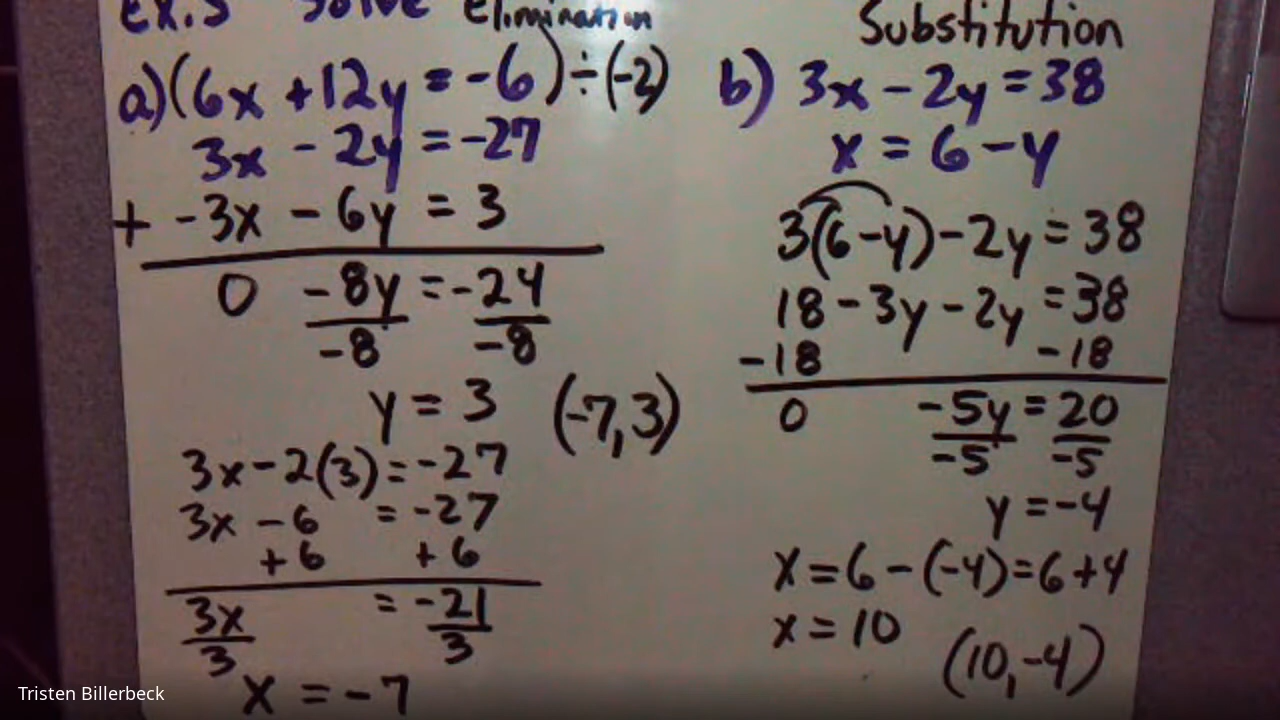 Ex.3 Solve Elimination
a) (6x + 12y = -6) ÷ (-2)
3x - 2y = -27
+ -3x - 6y = 3
0 -8y = -24
-8 -8
y = 3 (-7,3)
3x - 2(3) = -27
3x - 6 = -27
+ 6 + 6
3x = -21
3 3
x = -7
Substitution
b) 3x - 2y = 38
x = 6 - y
3(6 - y) - 2y = 38
18 - 3y - 2y = 38
-18 -18
0 -5y = 20
-5 -5
y = -4
x = 6 - (-4) = 6 + 4
x = 10
(10,-4)
Tristen Billerbeck